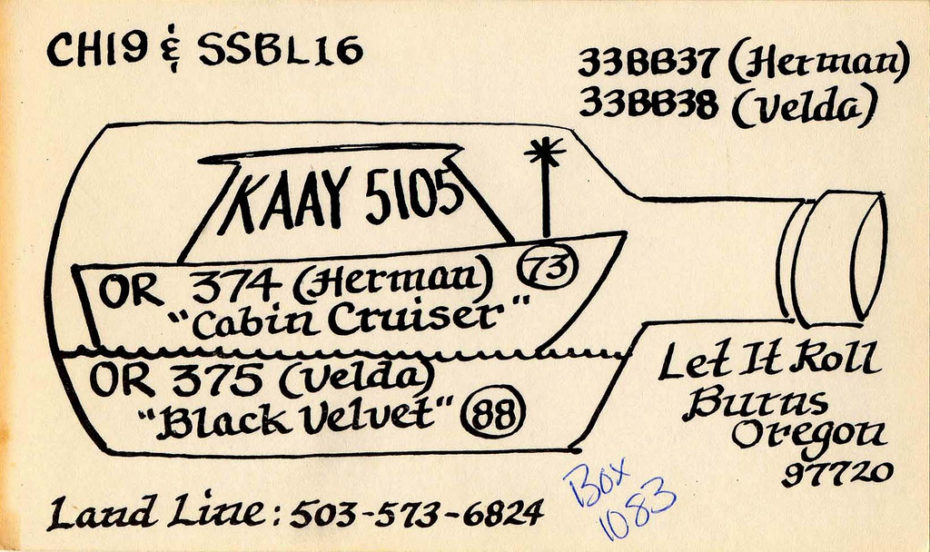 CH19 & SSBL16
33BB37 (Herman)
33BB38 (Velda)
KAAY 5105
OR 374 (Herman) 73
"Cabin Cruiser"
OR 375 (Velda)
"Black Velvet" 88
Let It Roll
Burns
Oregon
97720
Land Line: 503-573-6824
Box
1083